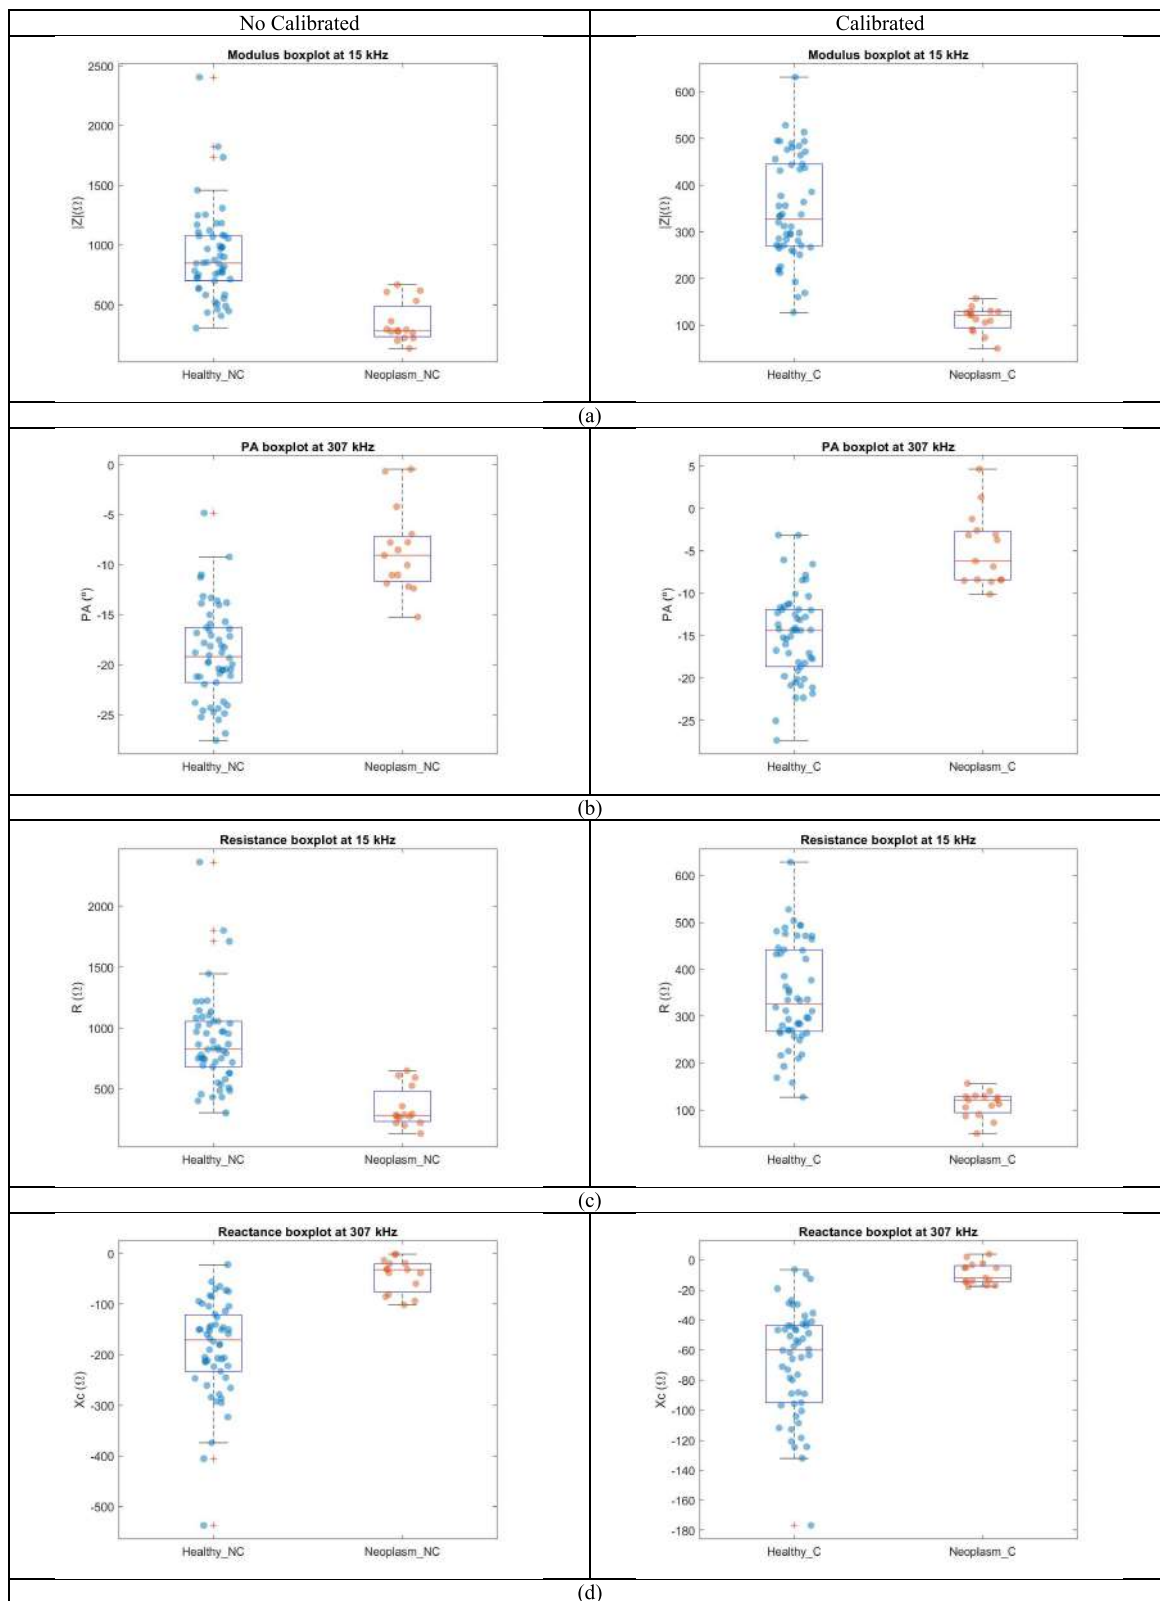 No Calibrated Calibrated
Modulus boxplot at 15 kHz
2500
2000
1500
1000
500
|Z|(Ω)
Healthy_NC Neoplasm_NC
Modulus boxplot at 15 kHz
600
500
400
300
200
100
|Z|(Ω)
Healthy_C Neoplasm_C
(a)
PA boxplot at 307 kHz
0
-5
-10
-15
-20
-25
PA (º)
Healthy_NC Neoplasm_NC
PA boxplot at 307 kHz
5
0
-5
-10
-15
-20
-25
PA (º)
Healthy_C Neoplasm_C
(b)
Resistance boxplot at 15 kHz
2000
1500
1000
500
R (Ω)
Healthy_NC Neoplasm_NC
Resistance boxplot at 15 kHz
600
500
400
300
200
100
R (Ω)
Healthy_C Neoplasm_C
(c)
Reactance boxplot at 307 kHz
0
-100
-200
-300
-400
-500
Xc (Ω)
Healthy_NC Neoplasm_NC
Reactance boxplot at 307 kHz
0
-20
-40
-60
-80
-100
-120
-140
-160
-180
Xc (Ω)
Healthy_C Neoplasm_C
(d)